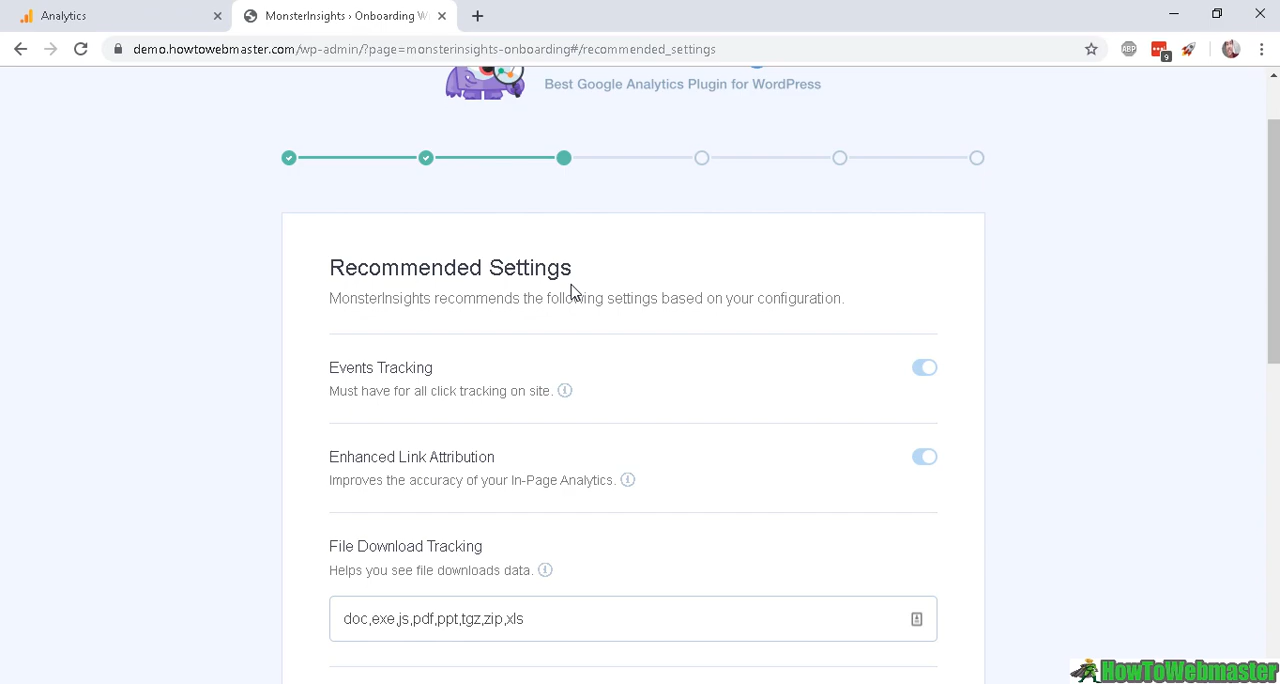 Analytics
MonsterInsights › Onboarding W
demo.howtowebmaster.com/wp-admin/?page=monsterinsights-onboarding#/recommended_settings
ABP
9
Best Google Analytics Plugin for WordPress
Recommended Settings
MonsterInsights recommends the following settings based on your configuration.
Events Tracking
Must have for all click tracking on site.
Enhanced Link Attribution
Improves the accuracy of your In-Page Analytics.
File Download Tracking
Helps you see file downloads data.
doc,exe,js,pdf,ppt,tgz,zip,xls
HowToWebmaster